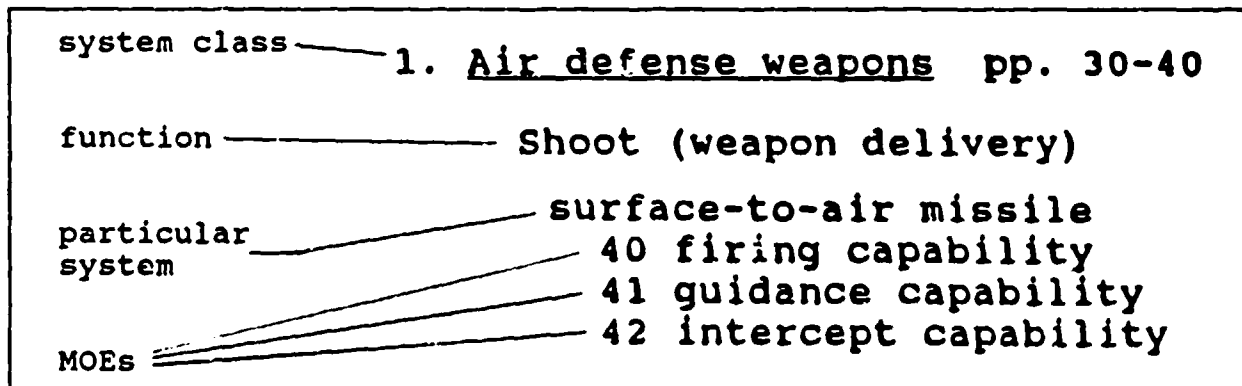 system class 1. Air defense weapons pp. 30-40
function Shoot (weapon delivery)
surface-to-air missile
particular
system
40 firing capability
41 guidance capability
42 intercept capability
MOEs